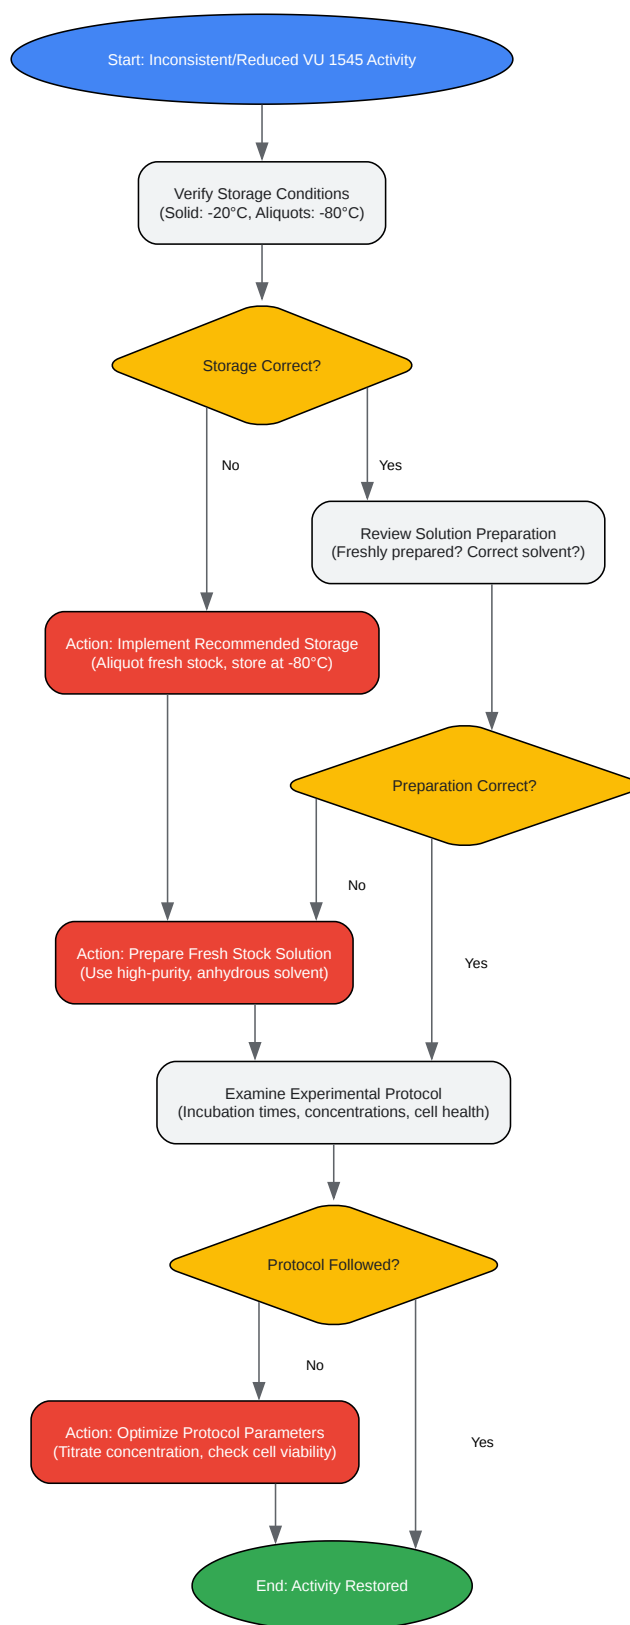 Start: Inconsistent/Reduced VU 1545 Activity
Verify Storage Conditions
(Solid: -20°C, Aliquots: -80°C)
Storage Correct?
No
Yes
Review Solution Preparation
(Freshly prepared? Correct solvent?)
Action: Implement Recommended Storage
(Aliquot fresh stock, store at -80°C)
Preparation Correct?
No
Action: Prepare Fresh Stock Solution
(Use high-purity, anhydrous solvent)
Yes
Examine Experimental Protocol
(Incubation times, concentrations, cell health)
Protocol Followed?
No
Action: Optimize Protocol Parameters
(Titrate concentration, check cell viability)
Yes
End: Activity Restored